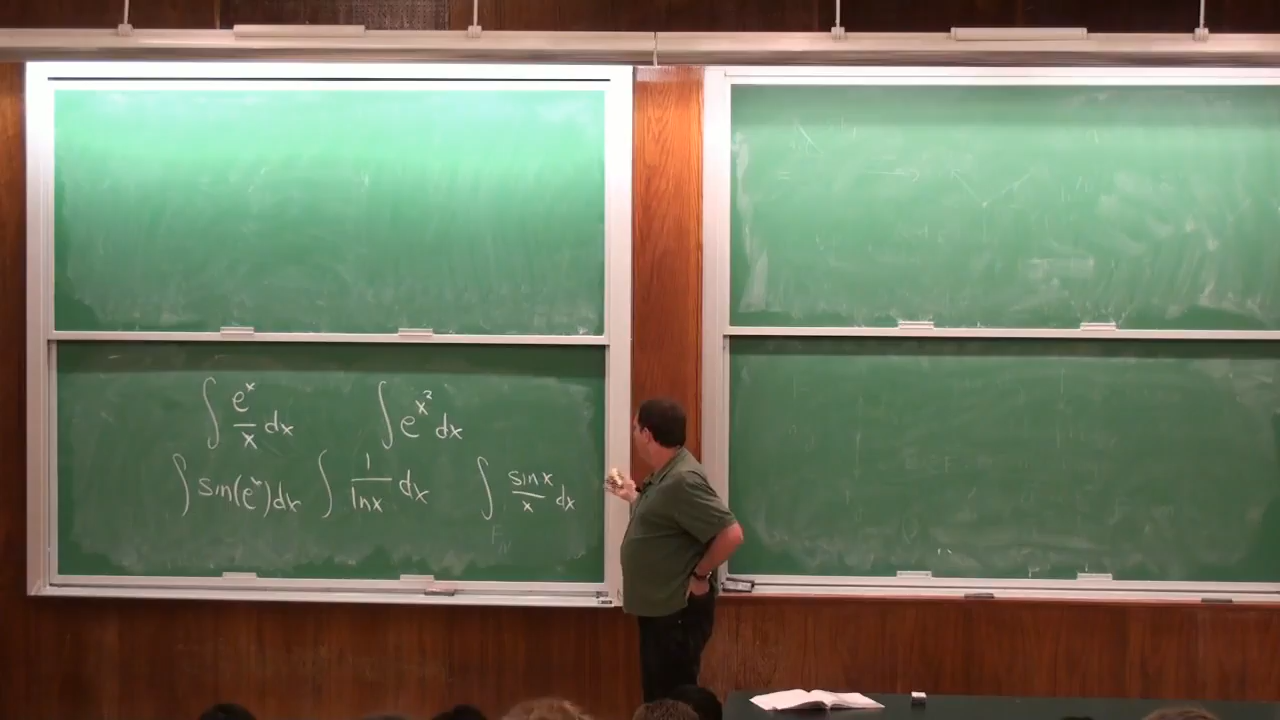 ∫ e^x/x dx ∫ e^x² dx
∫ sin(e^x)dx ∫ 1/lnx dx ∫ sinx/x dx